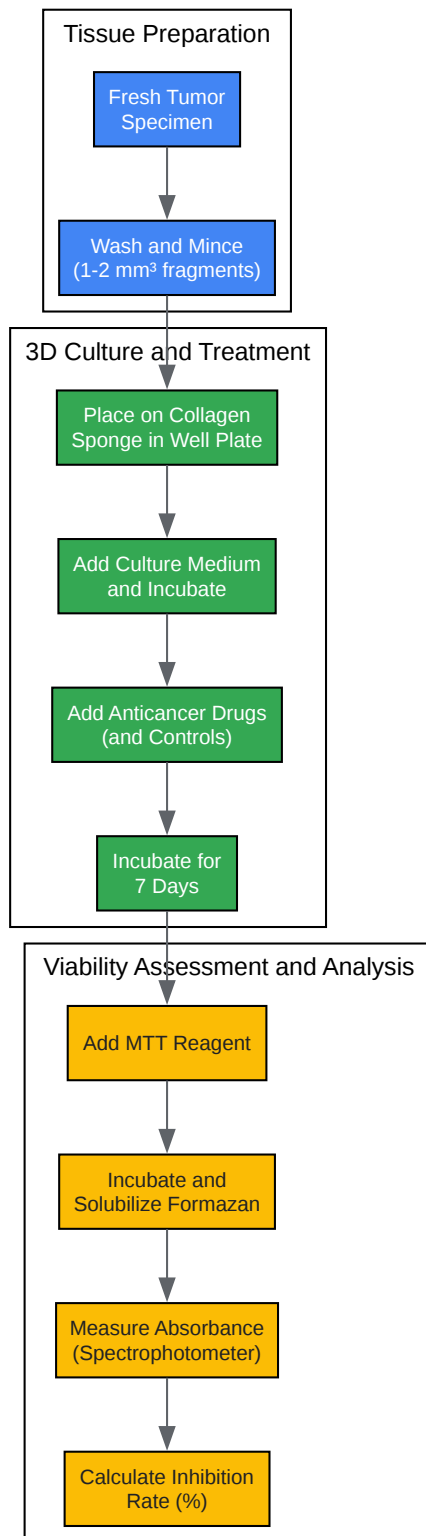 Tissue Preparation
Fresh Tumor
Specimen
Wash and Mince
(1-2 mm³ fragments)
3D Culture and Treatment
Place on Collagen
Sponge in Well Plate
Add Culture Medium
and Incubate
Add Anticancer Drugs
(and Controls)
Incubate for
7 Days
Viability Assessment and Analysis
Add MTT Reagent
Incubate and
Solubilize Formazan
Measure Absorbance
(Spectrophotometer)
Calculate Inhibition
Rate (%)